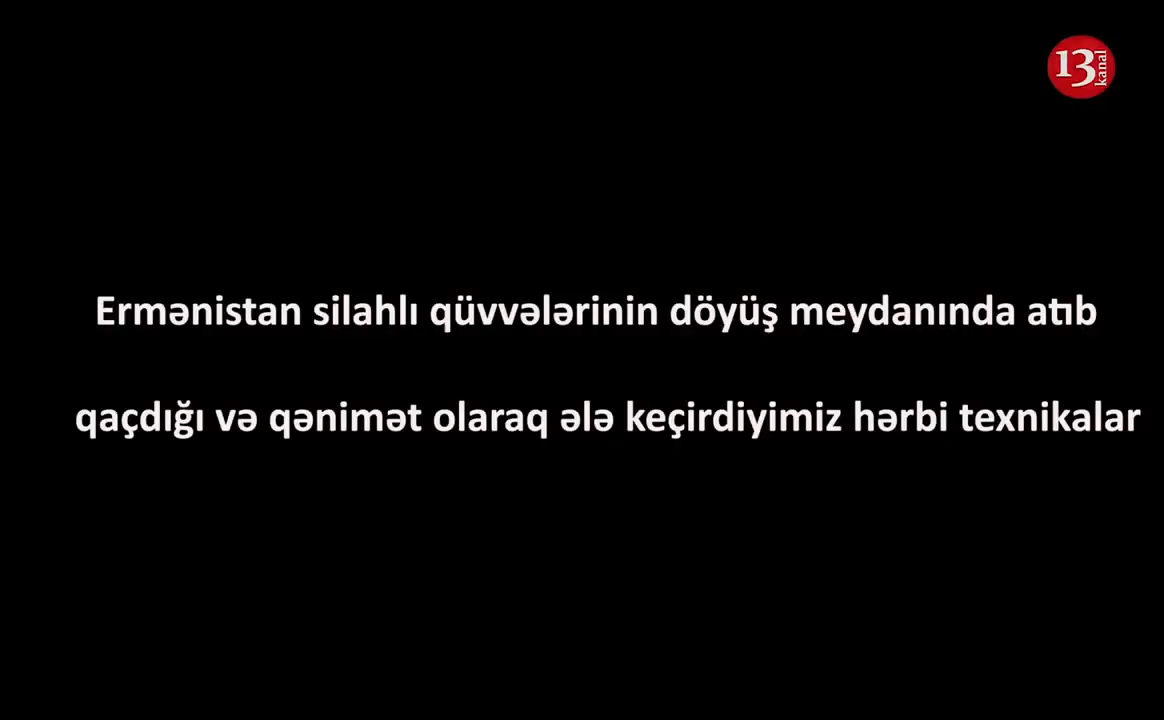 13
kanal
Ermənistan silahlı qüvvələrinin döyüş meydanında atıb
qaçdığı və qənimət olaraq ələ keçirdiyimiz hərbi texnikalar